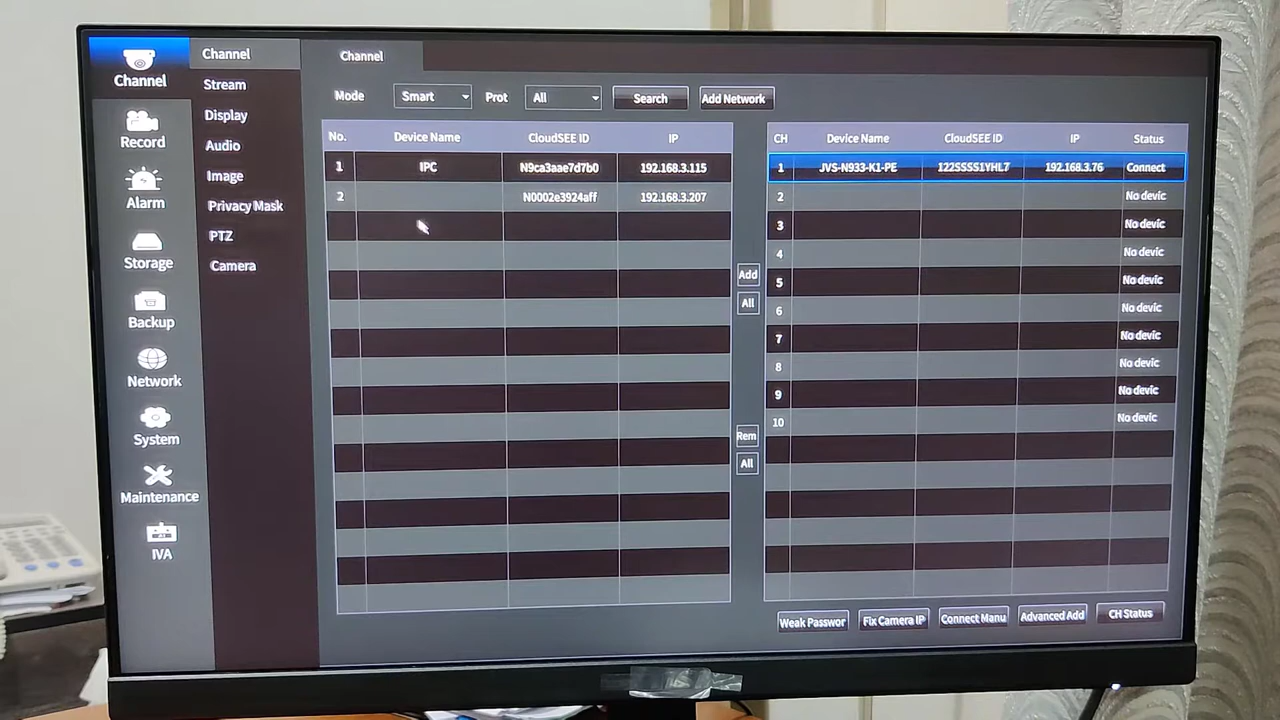 Channel
Record
Alarm
Storage
Backup
Network
System
Maintenance
IVA
Channel
Stream
Display
Audio
Image
Privacy Mask
PTZ
Camera
Channel
Mode Smart Prot All Search Add Network
No. Device Name CloudSEE ID IP
1 IPC N9ca3aae7d7b0 192.168.3.115
2 N0002e3924aff 192.168.3.207
Add
All
Rem
All
CH Device Name CloudSEE ID IP Status
1 JVS-N933-K1-PE 122SSSS1YHL7 192.168.3.76 Connect
2 No devic
3 No devic
4 No devic
5 No devic
6 No devic
7 No devic
8 No devic
9 No devic
10 No devic
Weak Passwor Fix Camera IP Connect Manu Advanced Add CH Status